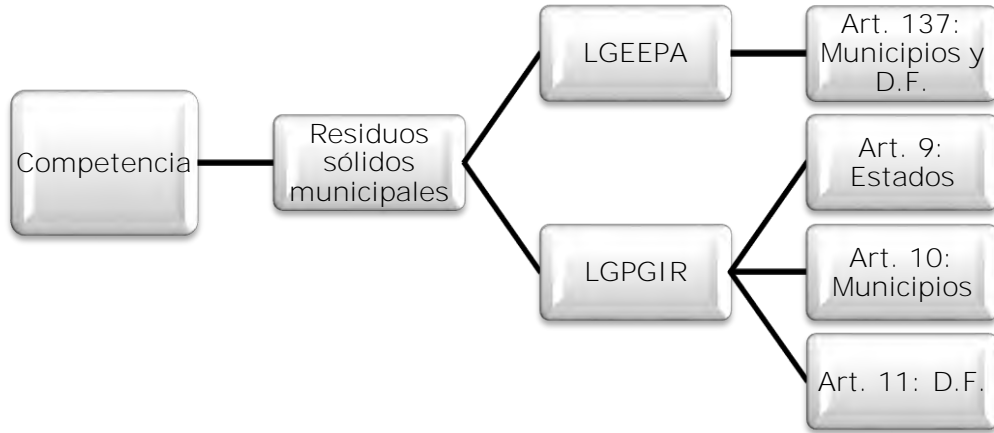 Competencia
Residuos
sólidos
municipales
LGEEPA
Art. 137:
Municipios y
D.F.
LGPGIR
Art. 9:
Estados
Art. 10:
Municipios
Art. 11: D.F.